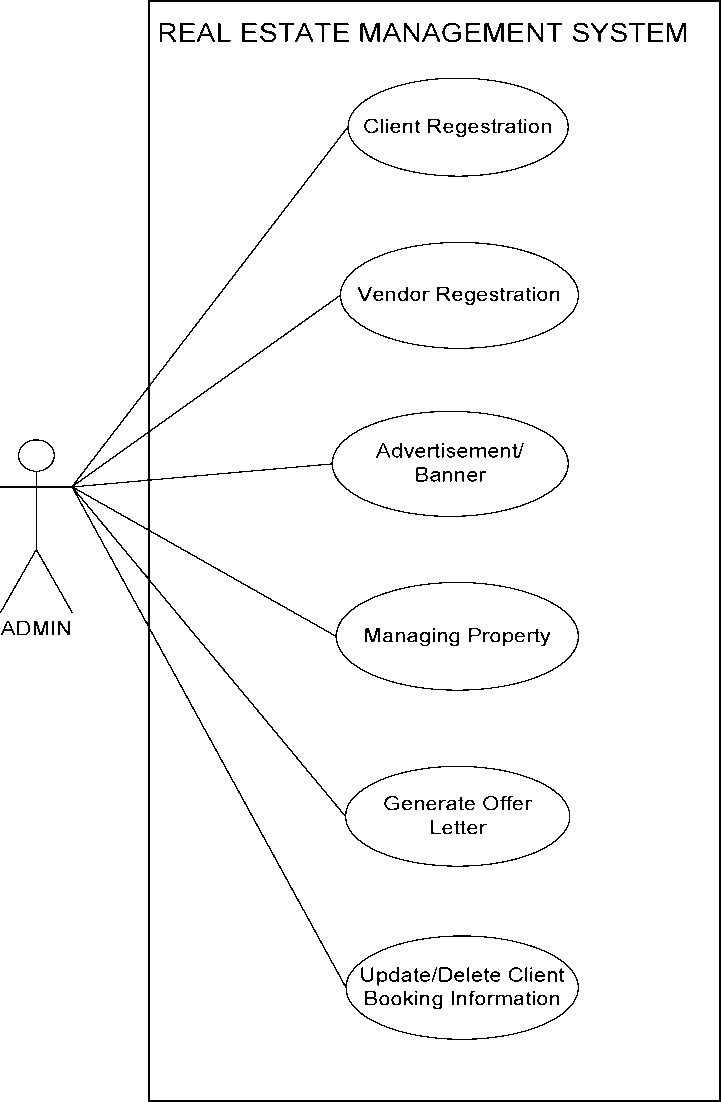 REAL ESTATE MANAGEMENT SYSTEM
Client Regestration
Vendor Regestration
Advertisement/
Banner
ADMIN
Managing Property
Generate Offer
Letter
Update/Delete Client
Booking Information